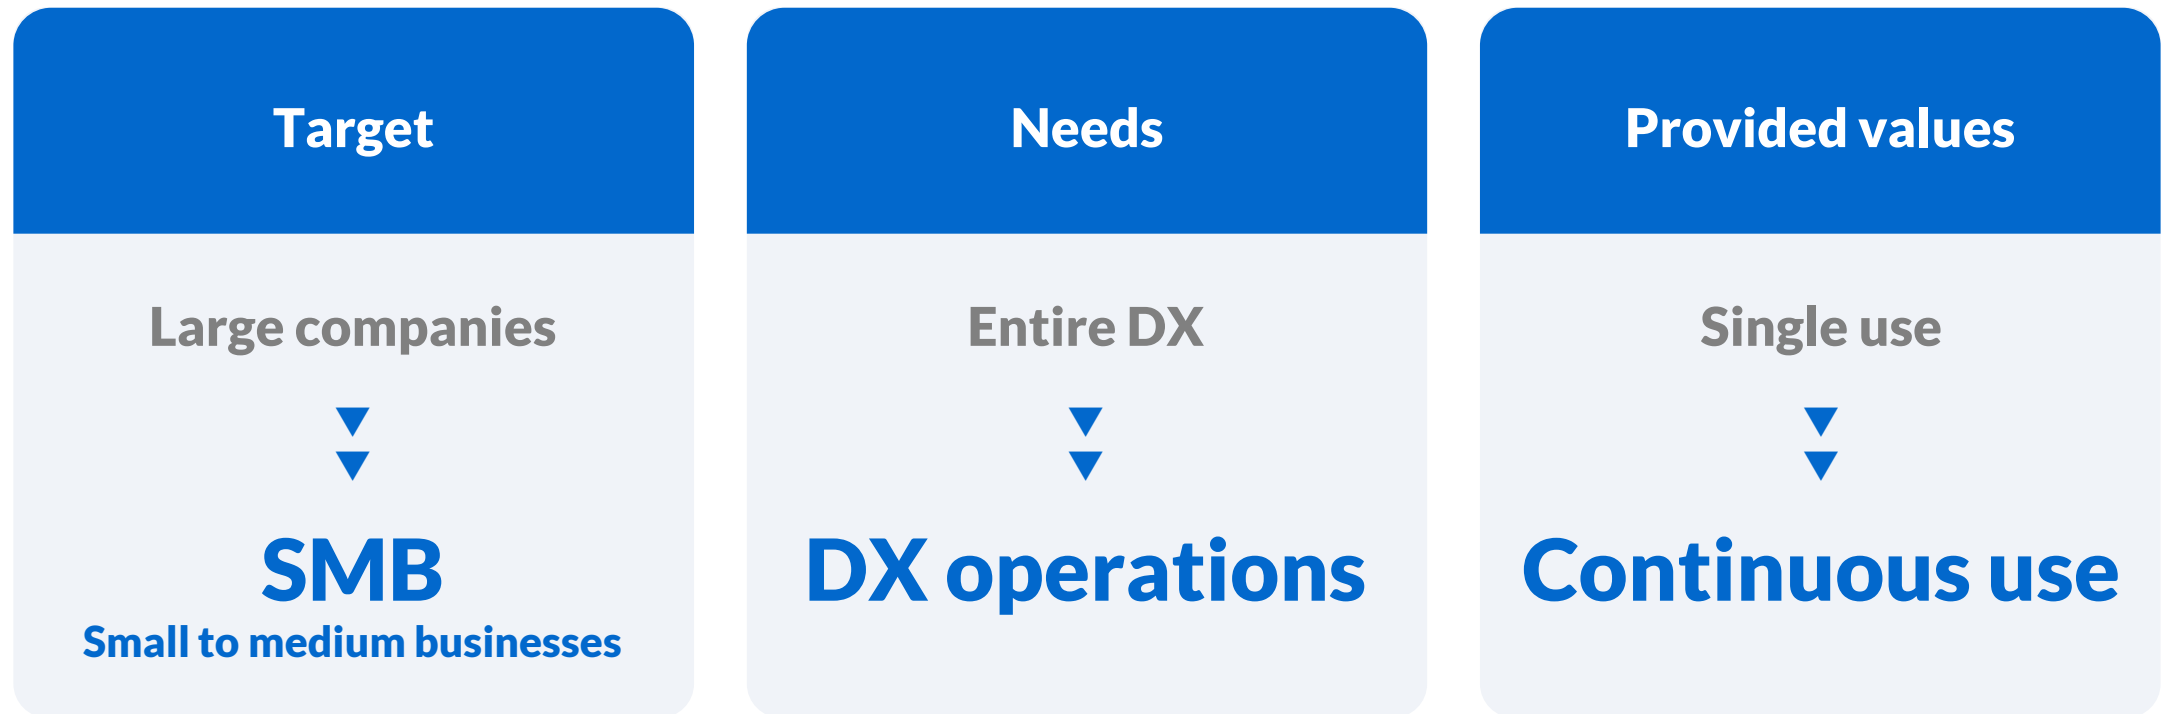 Target
Large companies
SMB
Small to medium businesses
Needs
Entire DX
DX operations
Provided values
Single use
Continuous use